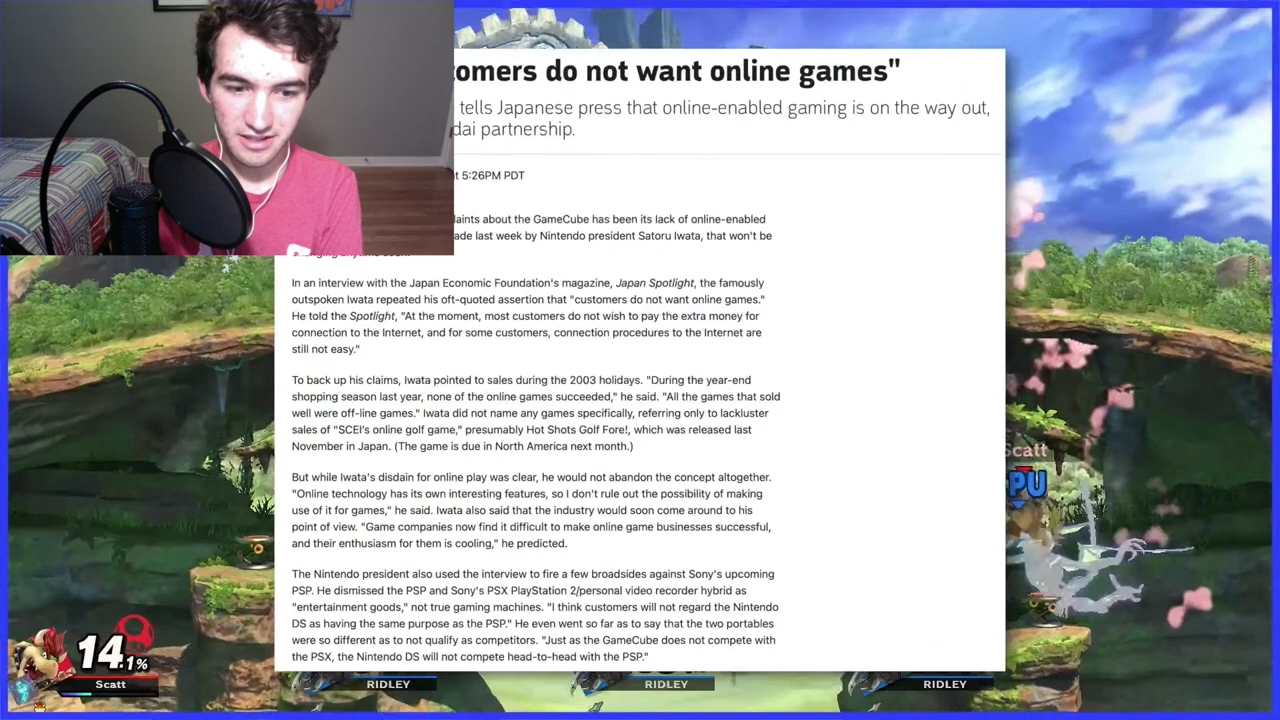 tomers do not want online games"
tells Japanese press that online-enabled gaming is on the way out,
dai partnership.
at 5:26PM PDT
laints about the GameCube has been its lack of online-enabled
ade last week by Nintendo president Satoru Iwata, that won't be
In an interview with the Japan Economic Foundation's magazine, Japan Spotlight, the famously
outspoken Iwata repeated his oft-quoted assertion that "customers do not want online games."
He told the Spotlight, "At the moment, most customers do not wish to pay the extra money for
connection to the Internet, and for some customers, connection procedures to the Internet are
still not easy."
To back up his claims, Iwata pointed to sales during the 2003 holidays. "During the year-end
shopping season last year, none of the online games succeeded," he said. "All the games that sold
well were off-line games." Iwata did not name any games specifically, referring only to lackluster
sales of "SCEI's online golf game," presumably Hot Shots Golf Fore!, which was released last
November in Japan. (The game is due in North America next month.)
But while Iwata's disdain for online play was clear, he would not abandon the concept altogether.
"Online technology has its own interesting features, so I don't rule out the possibility of making
use of it for games," he said. Iwata also said that the industry would soon come around to his
point of view. "Game companies now find it difficult to make online game businesses successful,
and their enthusiasm for them is cooling," he predicted.
The Nintendo president also used the interview to fire a few broadsides against Sony's upcoming
PSP. He dismissed the PSP and Sony's PSX PlayStation 2/personal video recorder hybrid as
"entertainment goods," not true gaming machines. "I think customers will not regard the Nintendo
DS as having the same purpose as the PSP." He even went so far as to say that the two portables
were so different as to not qualify as competitors. "Just as the GameCube does not compete with
the PSX, the Nintendo DS will not compete head-to-head with the PSP."
Scatt
PU
14.1%
Scatt
RIDLEY
RIDLEY
RIDLEY